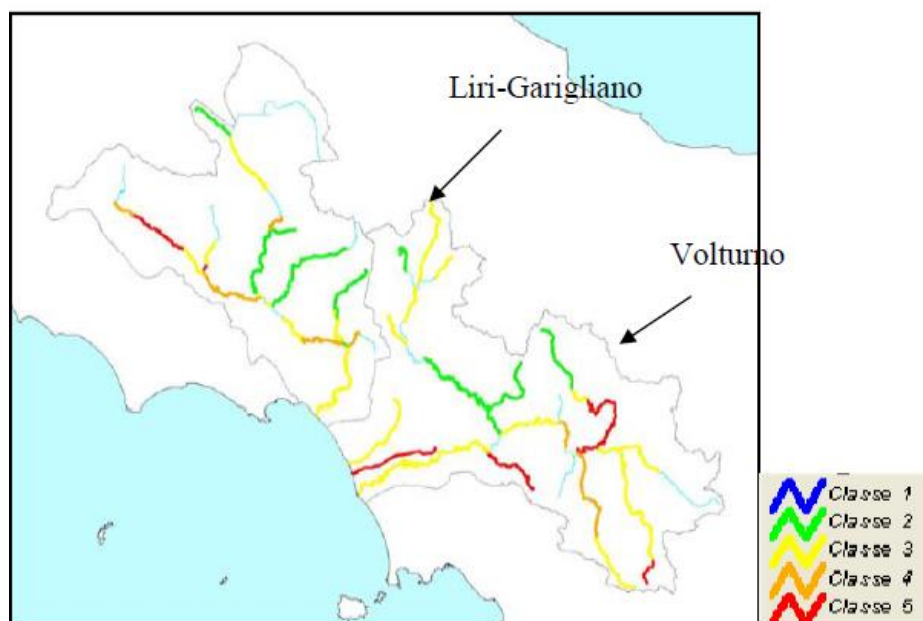 Liri-Garigliano
Volturno
Classe 1
Classe 2
Classe 3
Classe 4
Classe 5